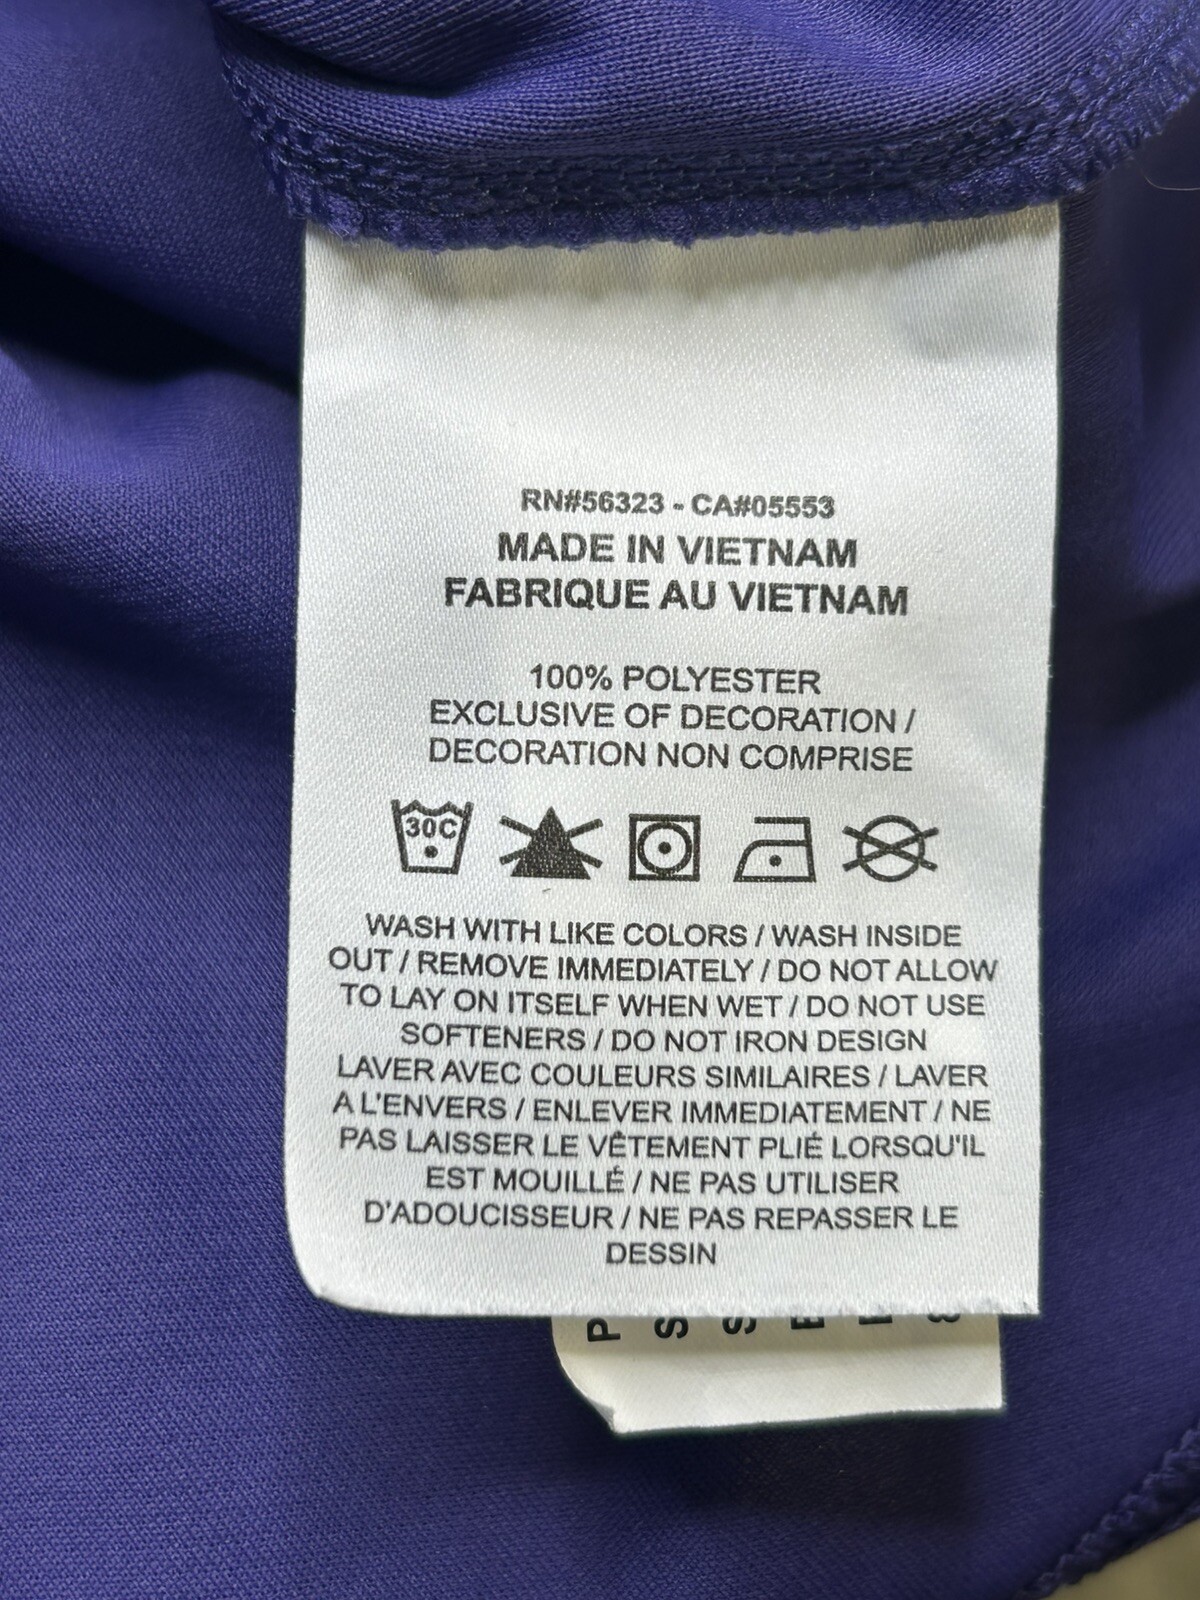 RN#56323 - CA#05553
MADE IN VIETNAM
FABRIQUE AU VIETNAM
100% POLYESTER
EXCLUSIVE OF DECORATION /
DECORATION NON COMPRISE
30C
WASH WITH LIKE COLORS / WASH INSIDE
OUT / REMOVE IMMEDIATELY / DO NOT ALLOW
TO LAY ON ITSELF WHEN WET / DO NOT USE
SOFTENERS / DO NOT IRON DESIGN
LAVER AVEC COULEURS SIMILAIRES / LAVER
A L'ENVERS / ENLEVER IMMEDIATEMENT / NE
PAS LAISSER LE VÊTEMENT PLIÉ LORSQU'IL
EST MOUILLÉ / NE PAS UTILISER
D'ADOUCISSEUR / NE PAS REPASSER LE
DESSIN